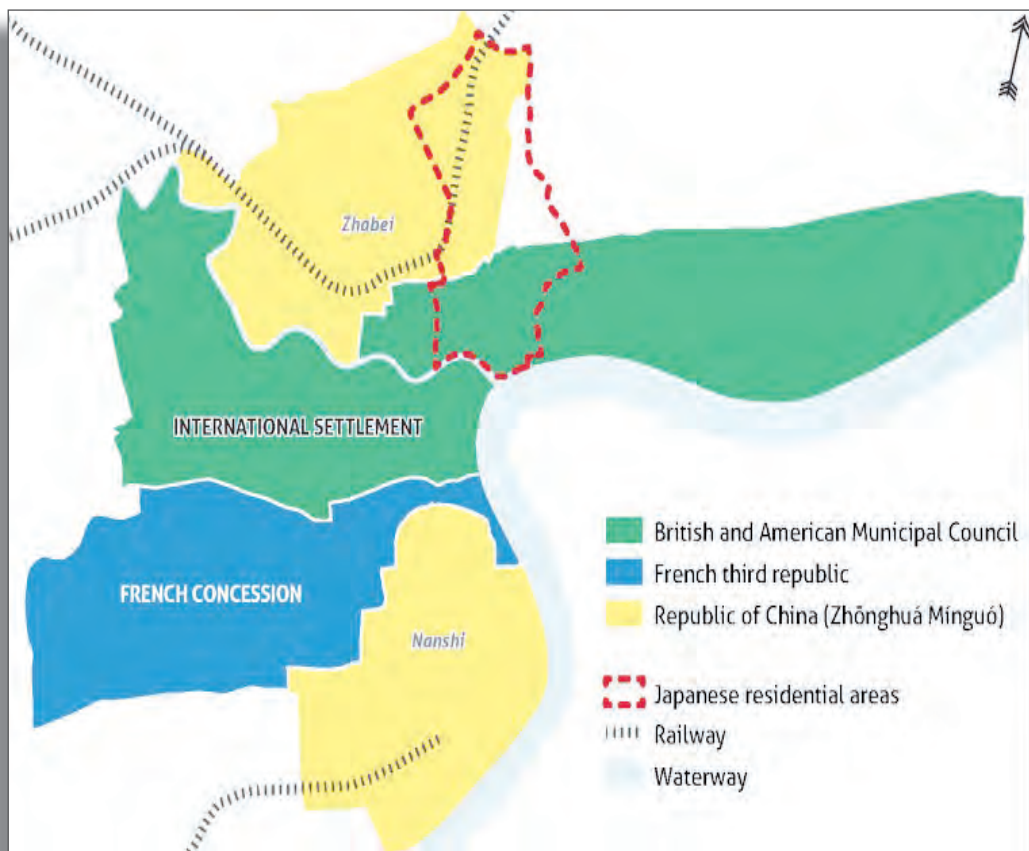 Zhabei
INTERNATIONAL SETTLEMENT
FRENCH CONCESSION
Nanshi
British and American Municipal Council
French third republic
Republic of China (Zhōnghuá Mínguó)
Japanese residential areas
Railway
Waterway